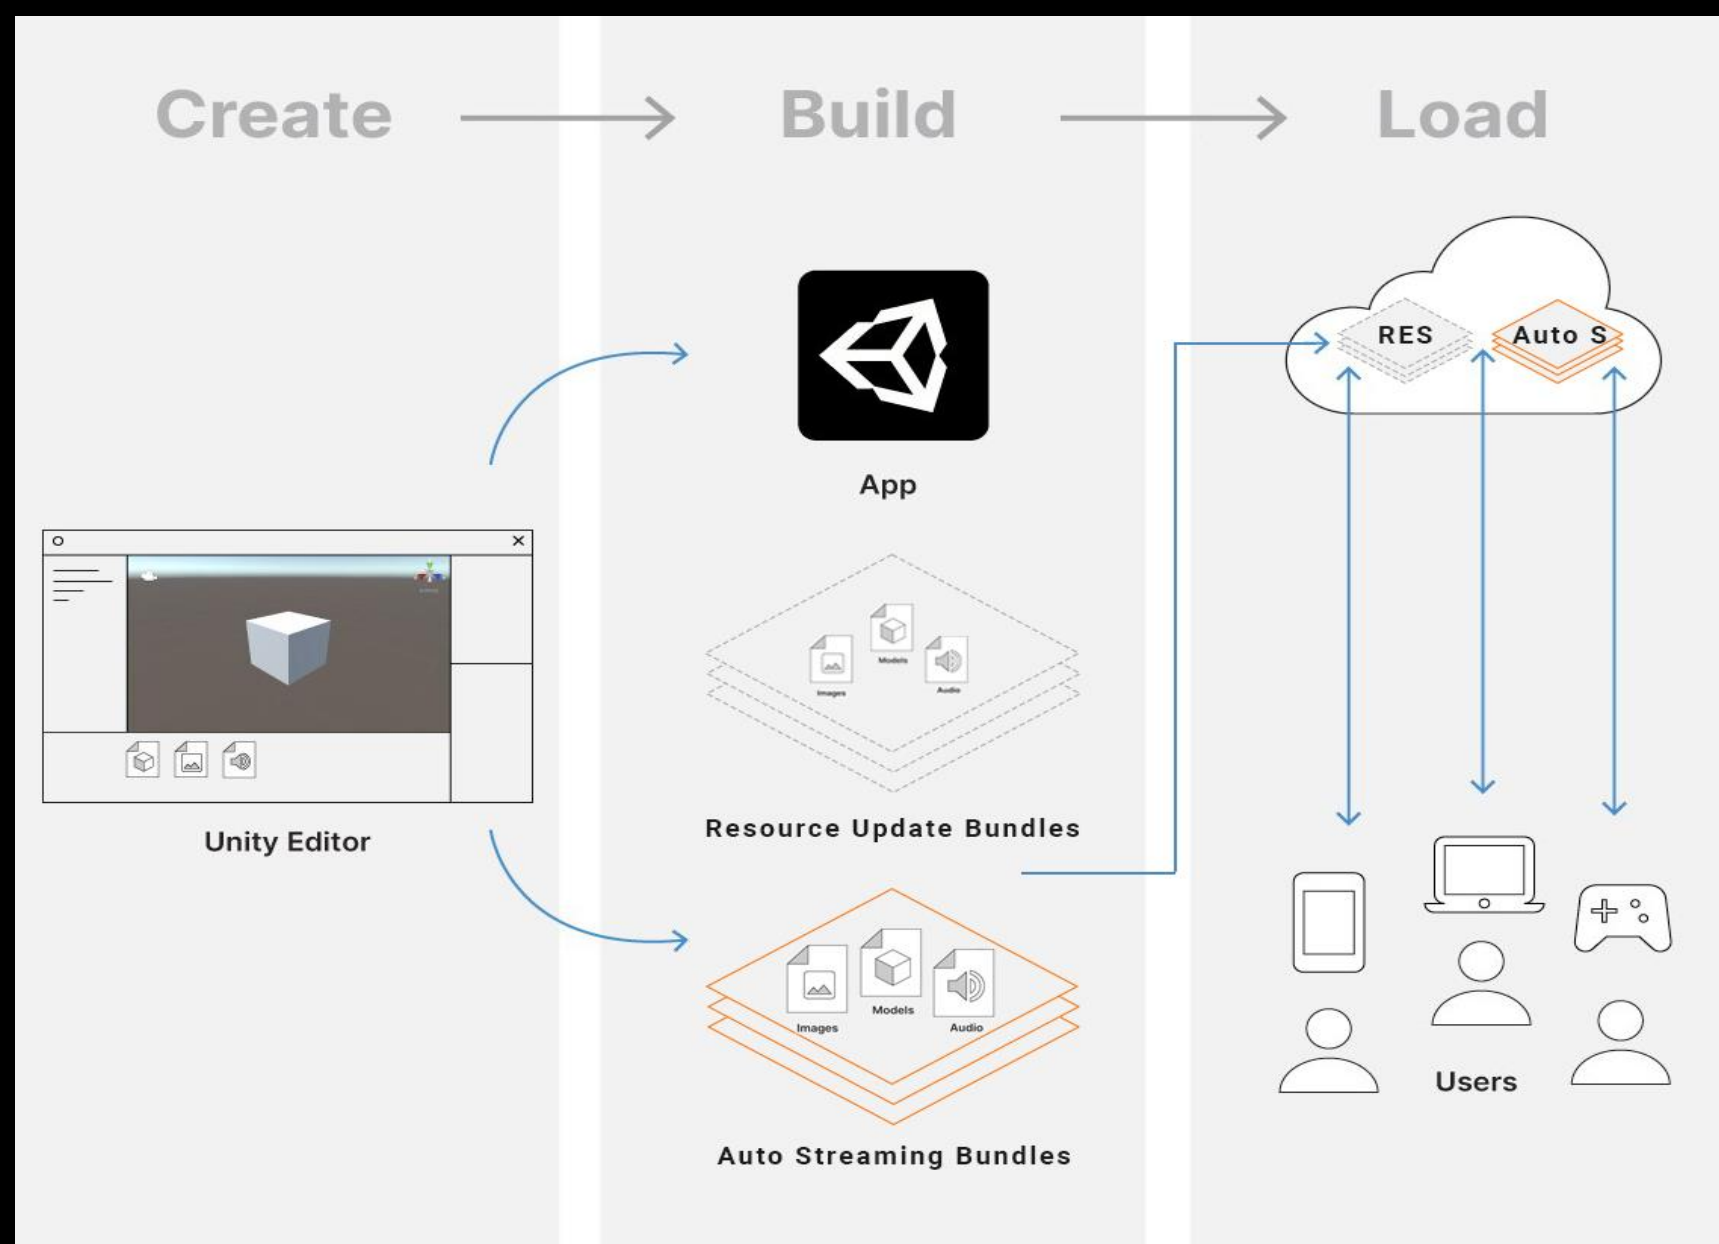 Create
Build
Load
RES
Auto S
App
Models
Images
Audio
Resource Update Bundles
Unity Editor
Models
Images
Audio
Users
Auto Streaming Bundles